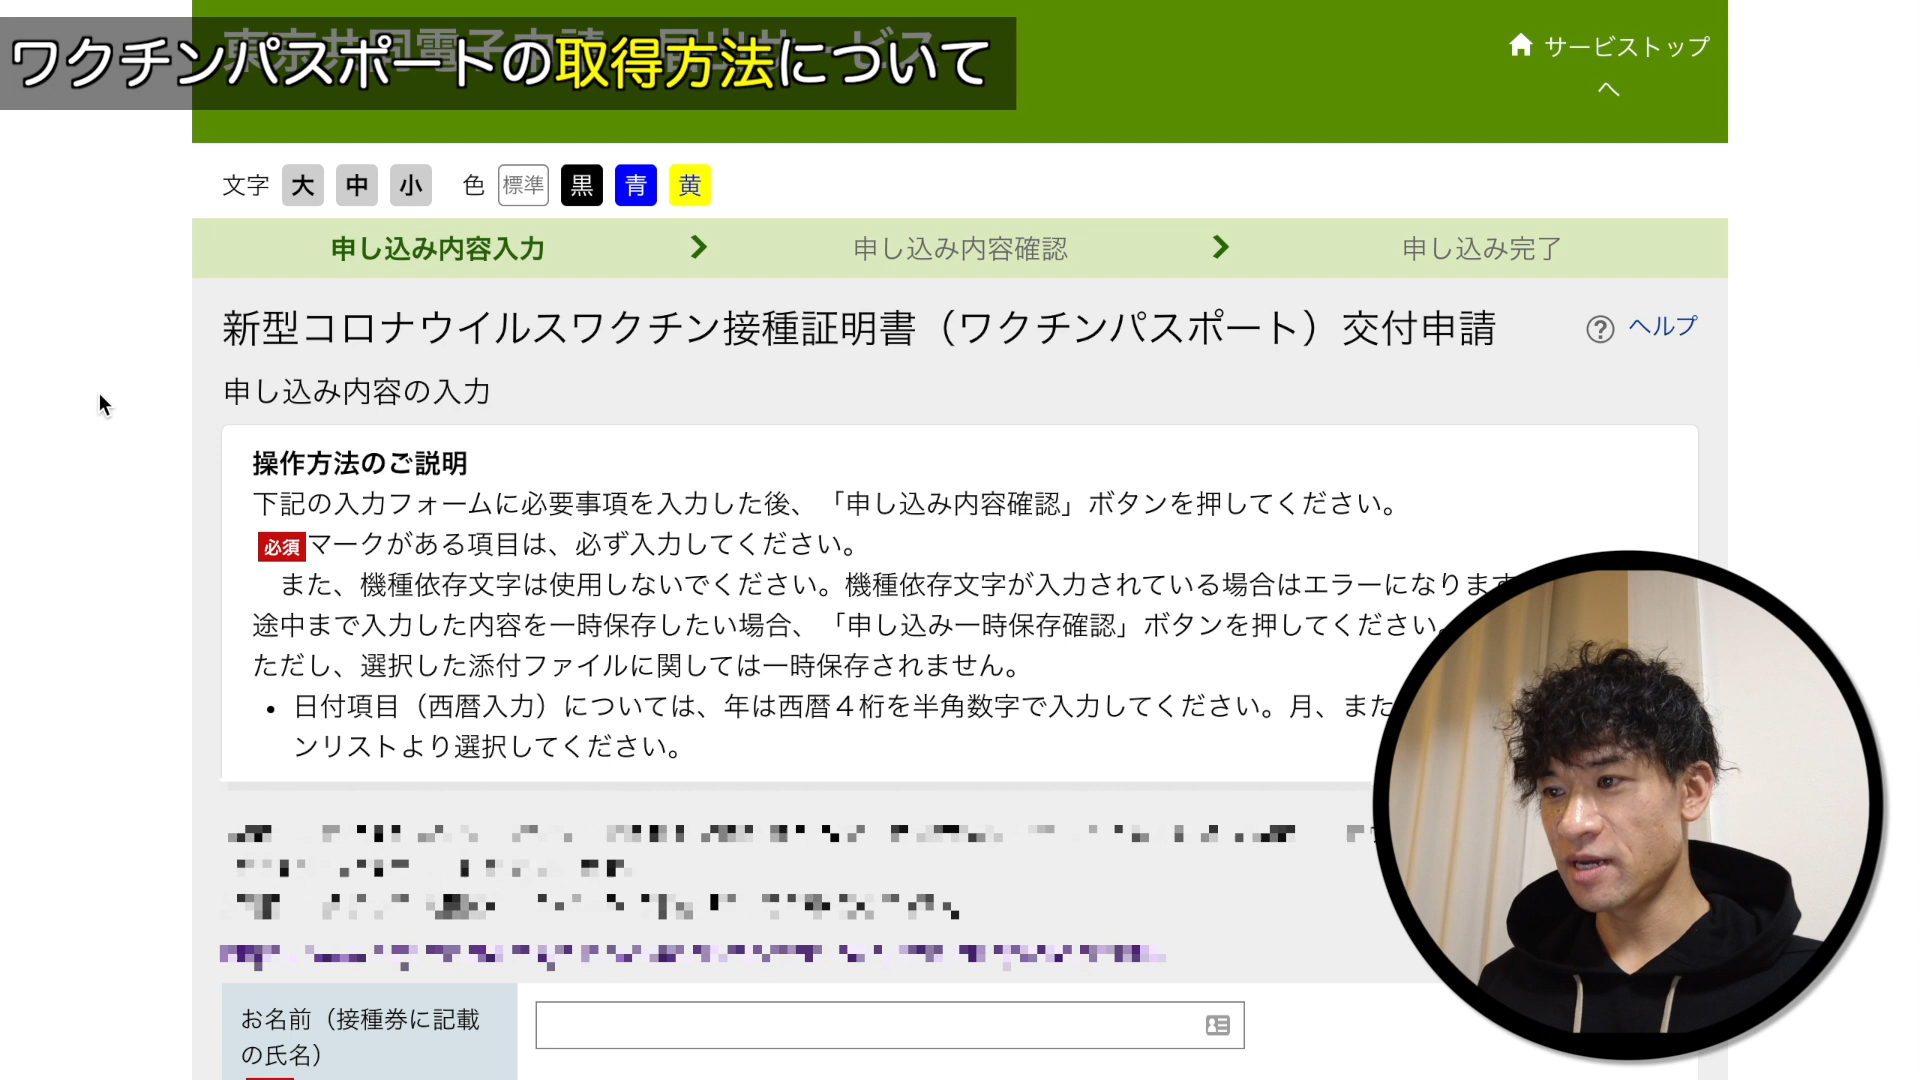 ワクチンパスポートの取得方法について
サービストップ
へ
文字 大 中 小 色 標準 黒 青 黄
申し込み内容入力 申し込み内容確認 申し込み完了
新型コロナウイルスワクチン接種証明書（ワクチンパスポート）交付申請
ヘルプ
申し込み内容の入力
操作方法のご説明
下記の入力フォームに必要事項を入力した後、「申し込み内容確認」ボタンを押してください。
必須マークがある項目は、必ず入力してください。
また、機種依存文字は使用しないでください。機種依存文字が入力されている場合はエラーになります
途中まで入力した内容を一時保存したい場合、「申し込み一時保存確認」ボタンを押してください。
ただし、選択した添付ファイルに関しては一時保存されません。
• 日付項目（西暦入力）については、年は西暦４桁を半角数字で入力してください。月、また
ンリストより選択してください。
お名前（接種券に記載
の氏名）